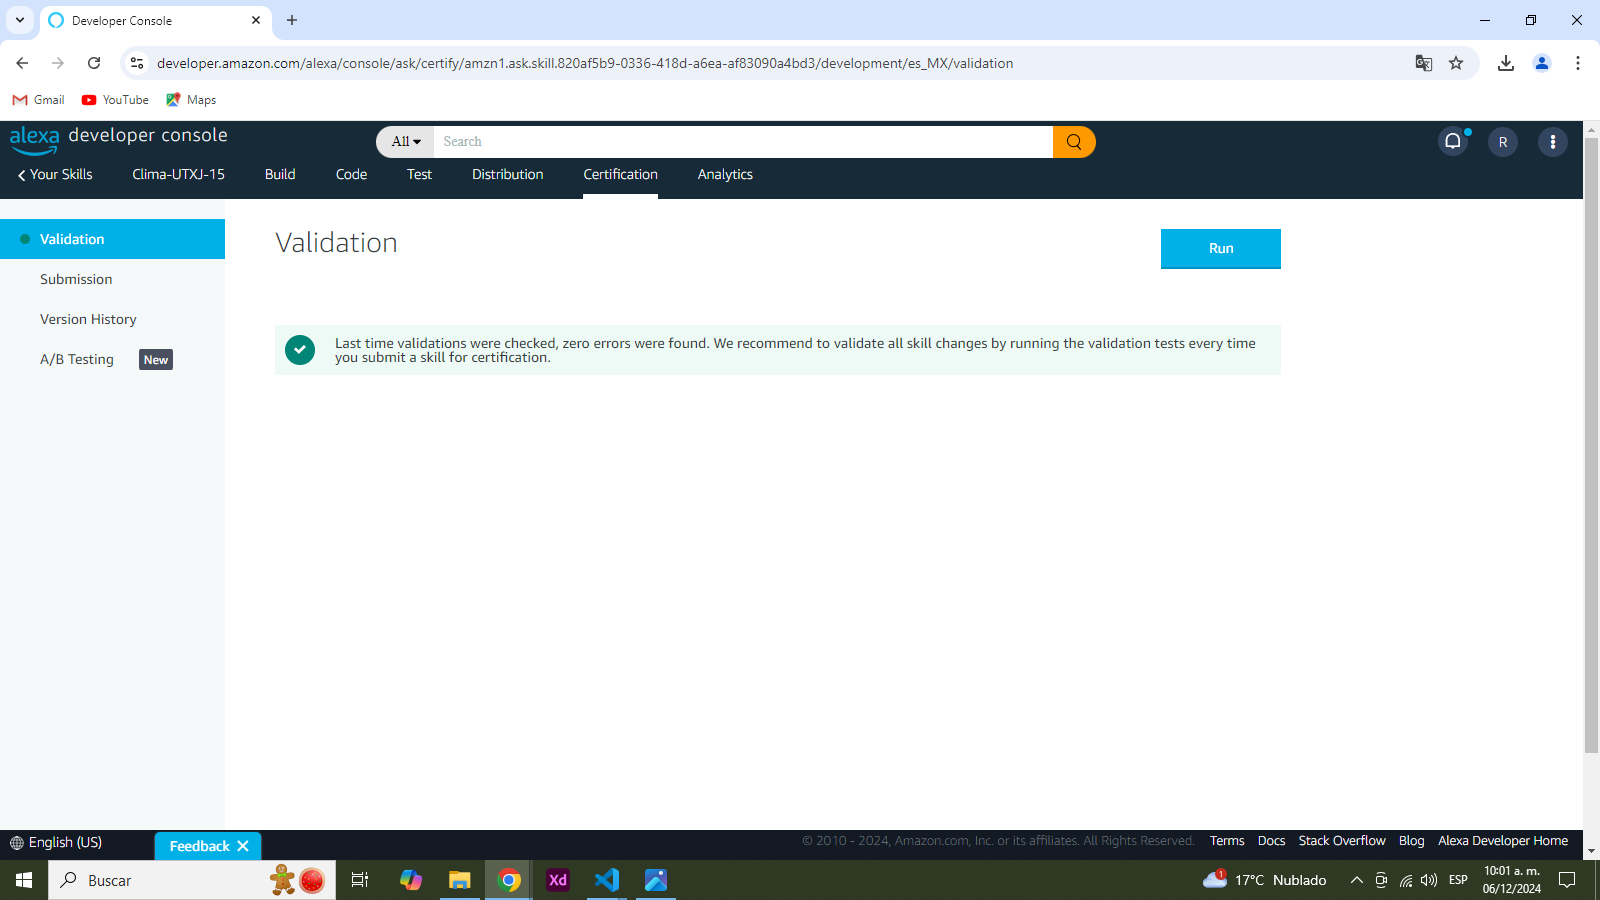 Developer Console
developer.amazon.com/alexa/console/ask/certify/amzn1.ask.skill.820af5b9-0336-418d-a6ea-af83090a4bd3/development/es_MX/validation
Gmail YouTube Maps
alexa developer console All Search R
Your Skills Clima-UTXJ-15 Build Code Test Distribution Certification Analytics
Validation
Submission
Version History
A/B Testing New
Validation Run
Last time validations were checked, zero errors were found. We recommend to validate all skill changes by running the validation tests every time
you submit a skill for certification.
English (US) Feedback © 2010 - 2024, Amazon.com, Inc. or its affiliates. All Rights Reserved. Terms Docs Stack Overflow Blog Alexa Developer Home
Buscar Xd 1 17°C Nublado ESP 10:01 a. m.
06/12/2024